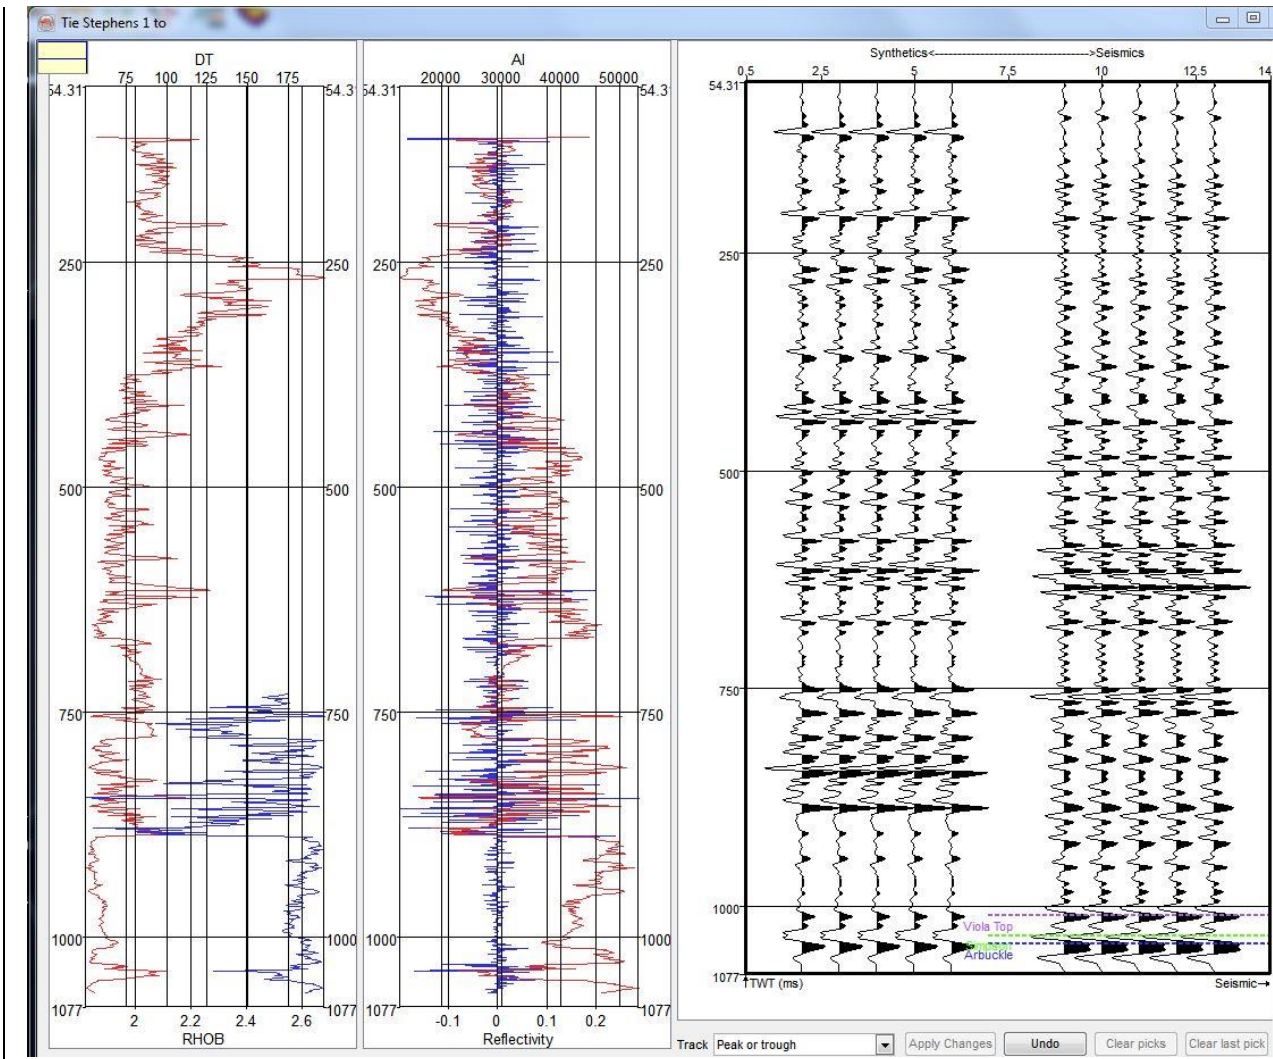 Tie Stephens 1 to
DT
75 100 125 150 175
54.31 54.3
250 250
500 500
750 750
1000 1000
1077 1077
2 2.2 2.4 2.6
RHOB
AI
20000 30000 40000 50000
54.31
250 250
500 500
750 750
1000 1000
1077 1077
-0.1 0 0.1 0.2
Reflectivity
Synthetics<------------------------------>Seismics
0,5 2,5 5 7,5 10 12,5 14
54.31
250
500
750
1000
Viola Top
Simpson
Arbuckle
1077
↑TWT (ms) Seismic→
Track Peak or trough Apply Changes Undo Clear picks Clear last pick